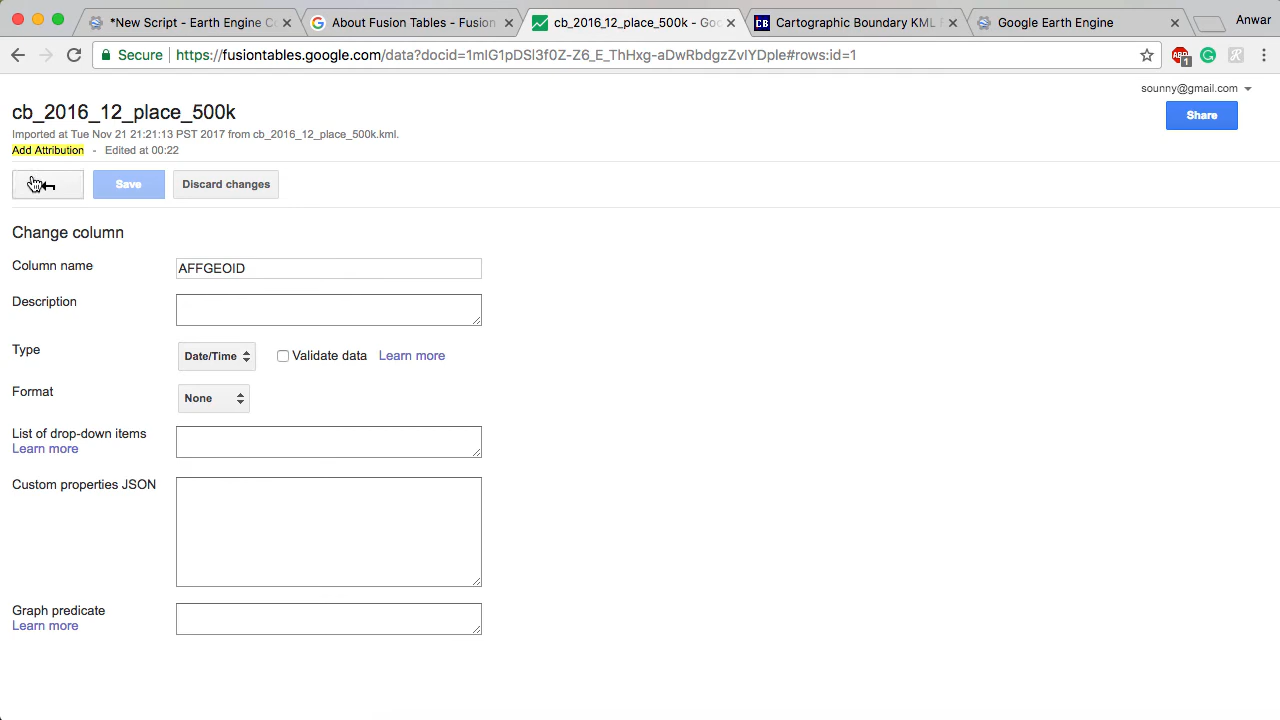 *New Script - Earth Engine C
About Fusion Tables - Fusion
cb_2016_12_place_500k - Goo
Cartographic Boundary KML F
Google Earth Engine
Anwar
Secure
https://fusiontables.google.com/data?docid=1mIG1pDSl3f0Z-Z6_E_ThHxg-aDwRbdgzZvIYDple#rows:id=1
1
sounny@gmail.com
cb_2016_12_place_500k
Share
Imported at Tue Nov 21 21:21:13 PST 2017 from cb_2016_12_place_500k.kml.
Add Attribution - Edited at 00:22
Save
Discard changes
Change column
Column name
AFFGEOID
Description
Type
Date/Time
Validate data
Learn more
Format
None
List of drop-down items
Learn more
Custom properties JSON
Graph predicate
Learn more